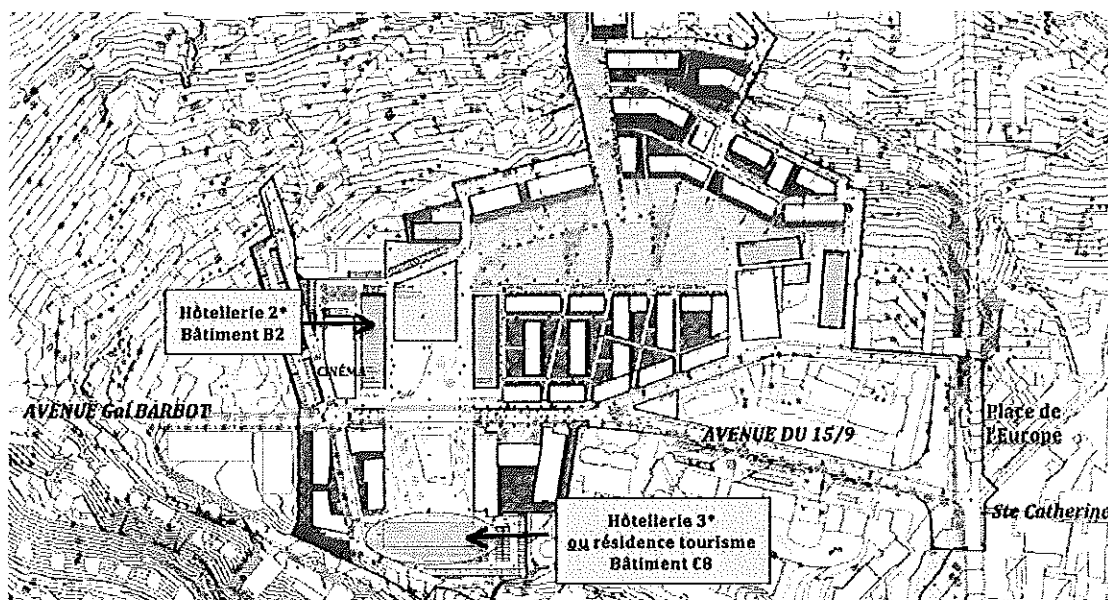 Hôtellerie 2*
Bâtiment B2
CINÉMA
AVENUE Gal BARBOT
AVENUE DU 15/9
Place de
l'Europe
Ste Catherine
Hôtellerie 3*
ou résidence tourisme
Bâtiment C8